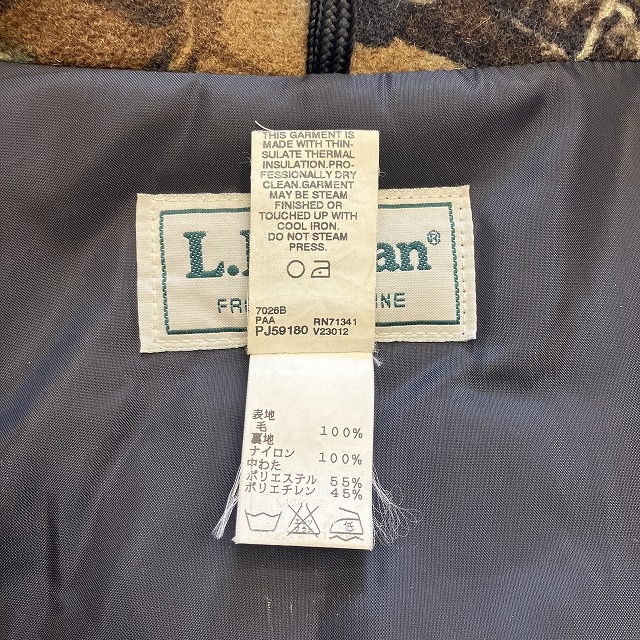 THIS GARMENT IS
MADE WITH THIN-
SULATE THERMAL
INSULATION.PRO-
FESSIONALLY DRY
CLEAN.GARMENT
MAY BE STEAM
FINISHED OR
TOUCHED UP WITH
COOL IRON.
DO NOT STEAM
PRESS.
L. an®
FR NE
7026B
PAA RN71341
PJ59180 V23012
表地
毛 100%
裏地
ナイロン 100%
中わた
ポリエステル 55%
ポリエチレン 45%